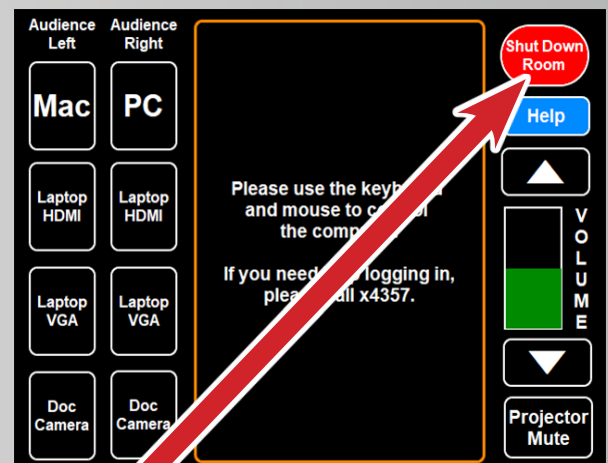 Audience
Left
Audience
Right
Mac
PC
Laptop
HDMI
Laptop
HDMI
Laptop
VGA
Laptop
VGA
Doc
Camera
Doc
Camera
Please use the
and mouse to
the
If you need logging in,
x4357.
Shut Down
Room
Help
VOLUME
Projector
Mute